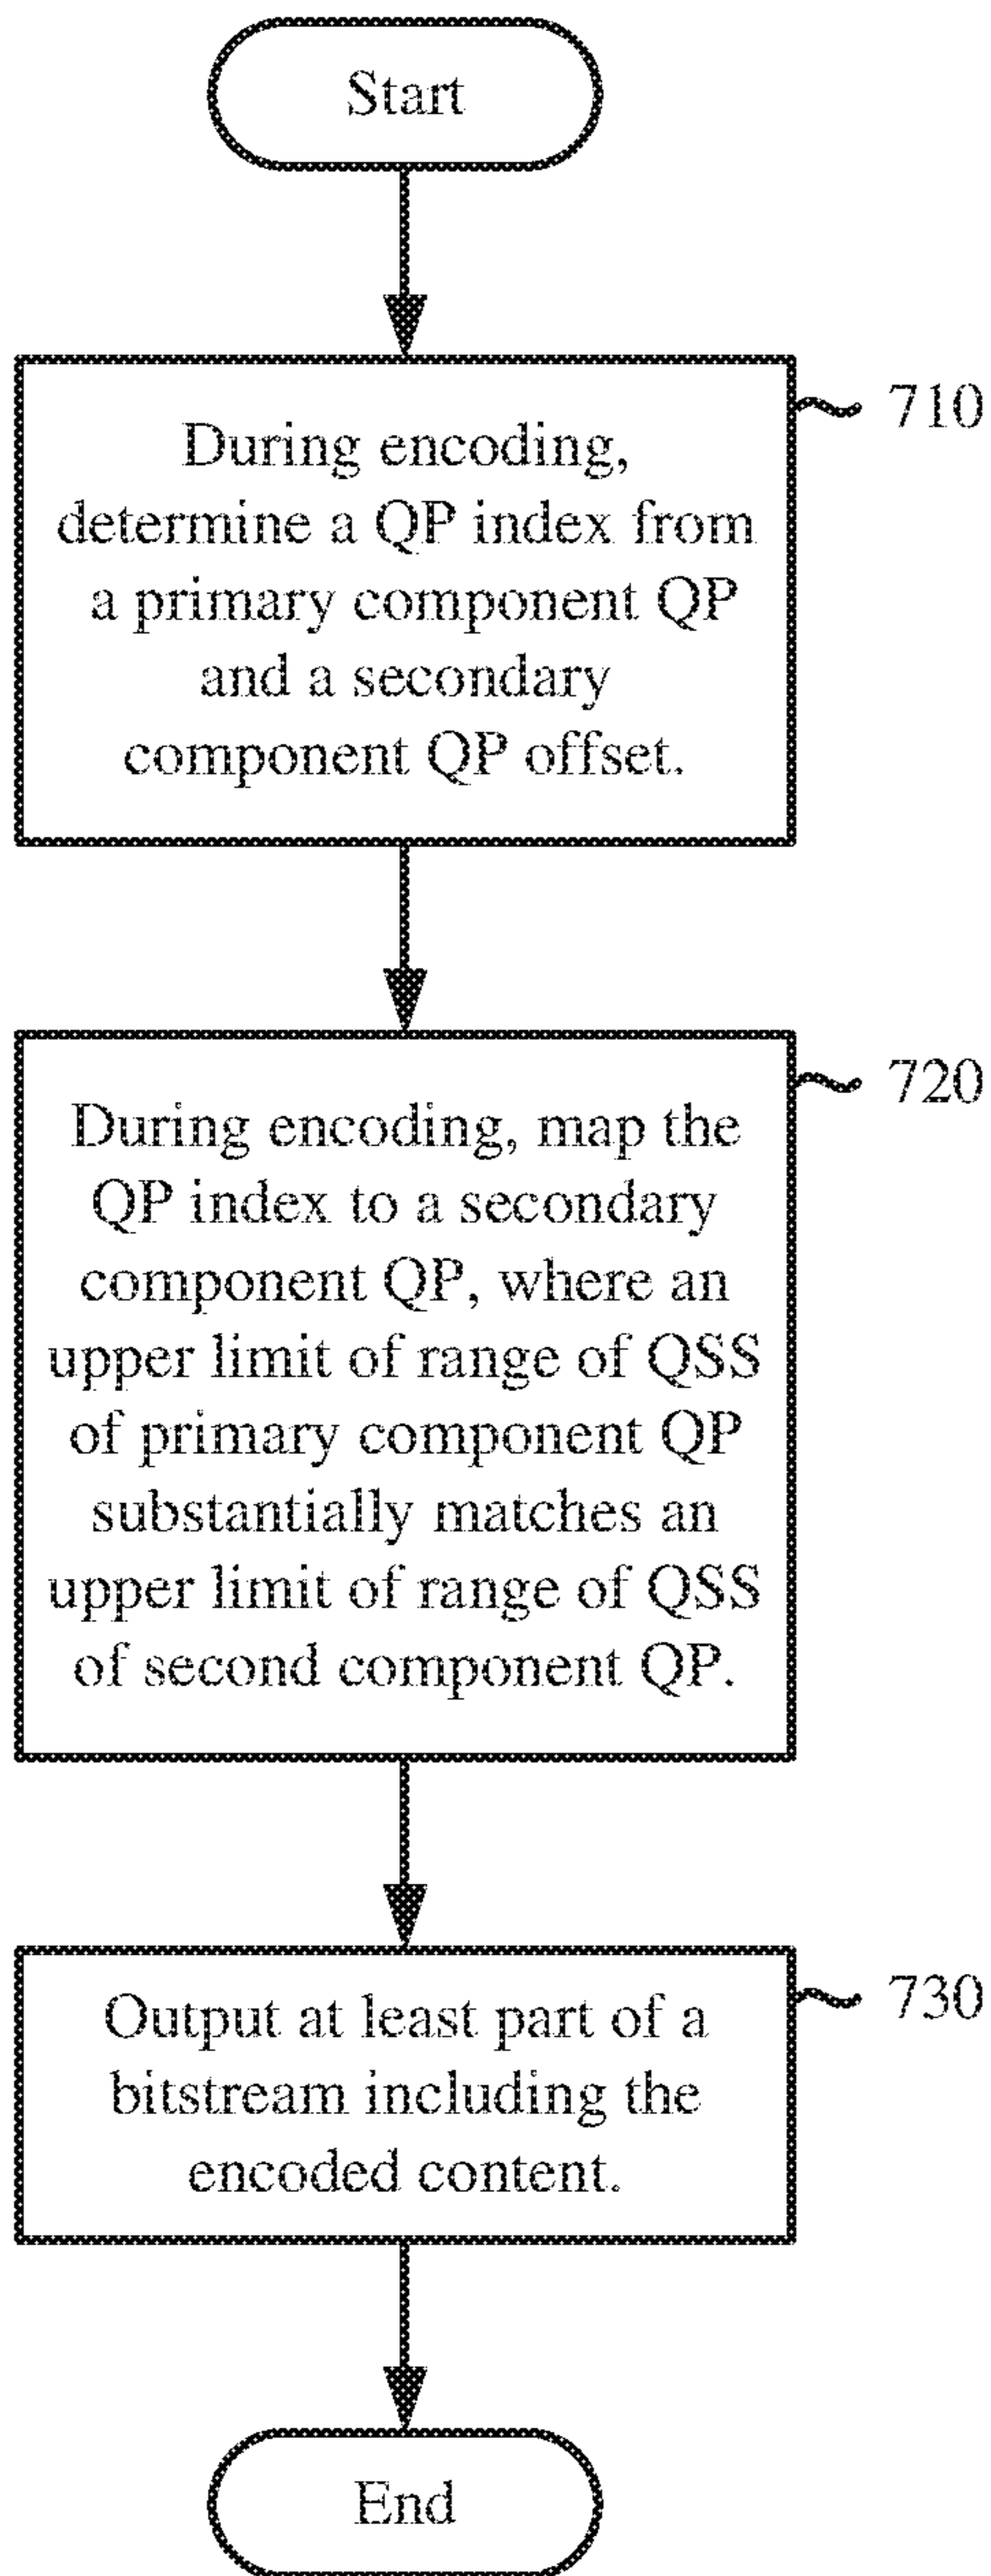 Start
710
During encoding,
determine a QP index from
a primary component QP
and a secondary
component QP offset.
720
During encoding, map the
QP index to a secondary
component QP, where an
upper limit of range of QSS
of primary component QP
substantially matches an
upper limit of range of QSS
of second component QP.
730
Output at least part of a
bitstream including the
encoded content.
End